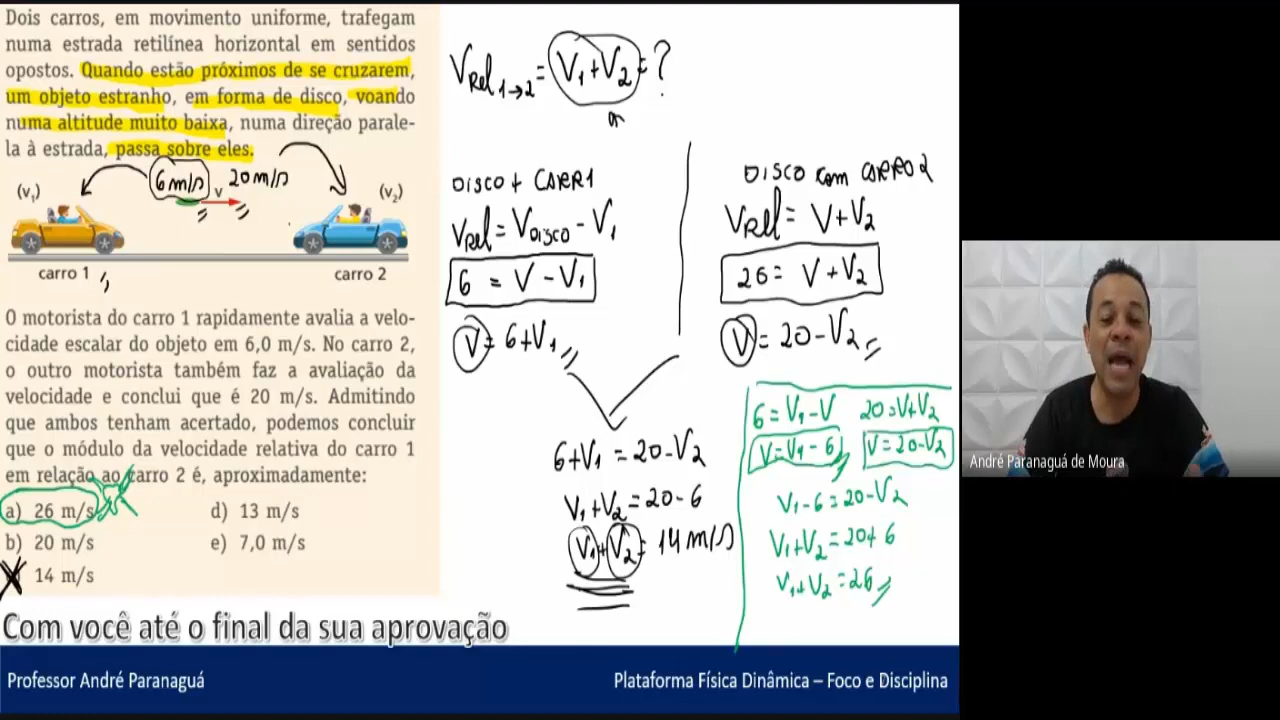 Dois carros, em movimento uniforme, trafegam
numa estrada retilínea horizontal em sentidos
opostos. Quando estão próximos de se cruzarem,
um objeto estranho, em forma de disco, voando
numa altitude muito baixa, numa direção parale-
la à estrada, passa sobre eles.
(v₁) 6 m/s v 20 m/s (v₂)
carro 1 carro 2
O motorista do carro 1 rapidamente avalia a velo-
cidade escalar do objeto em 6,0 m/s. No carro 2,
o outro motorista também faz a avaliação da
velocidade e conclui que é 20 m/s. Admitindo
que ambos tenham acertado, podemos concluir
que o módulo da velocidade relativa do carro 1
em relação ao carro 2 é, aproximadamente:
a) 26 m/s d) 13 m/s
b) 20 m/s e) 7,0 m/s
14 m/s
VRel 1→2 = V1+V2 = ?
DISCO + CARR1
VRel = VDISCO - V1
6 = V - V1
V = 6+V1
DISCO com CARRO 2
VRel = V+V2
26 = V+V2
V = 20-V2
6+V1 = 20-V2
V1+V2 = 20-6
V1+V2 = 14 m/s
6 = V1-V 20 = V+V2
V = V1-6 V = 20-V2
V1-6 = 20-V2
V1+V2 = 20+6
V1+V2 = 26
André Paranaguá de Moura
Com você até o final da sua aprovação
Professor André Paranaguá Plataforma Física Dinâmica – Foco e Disciplina